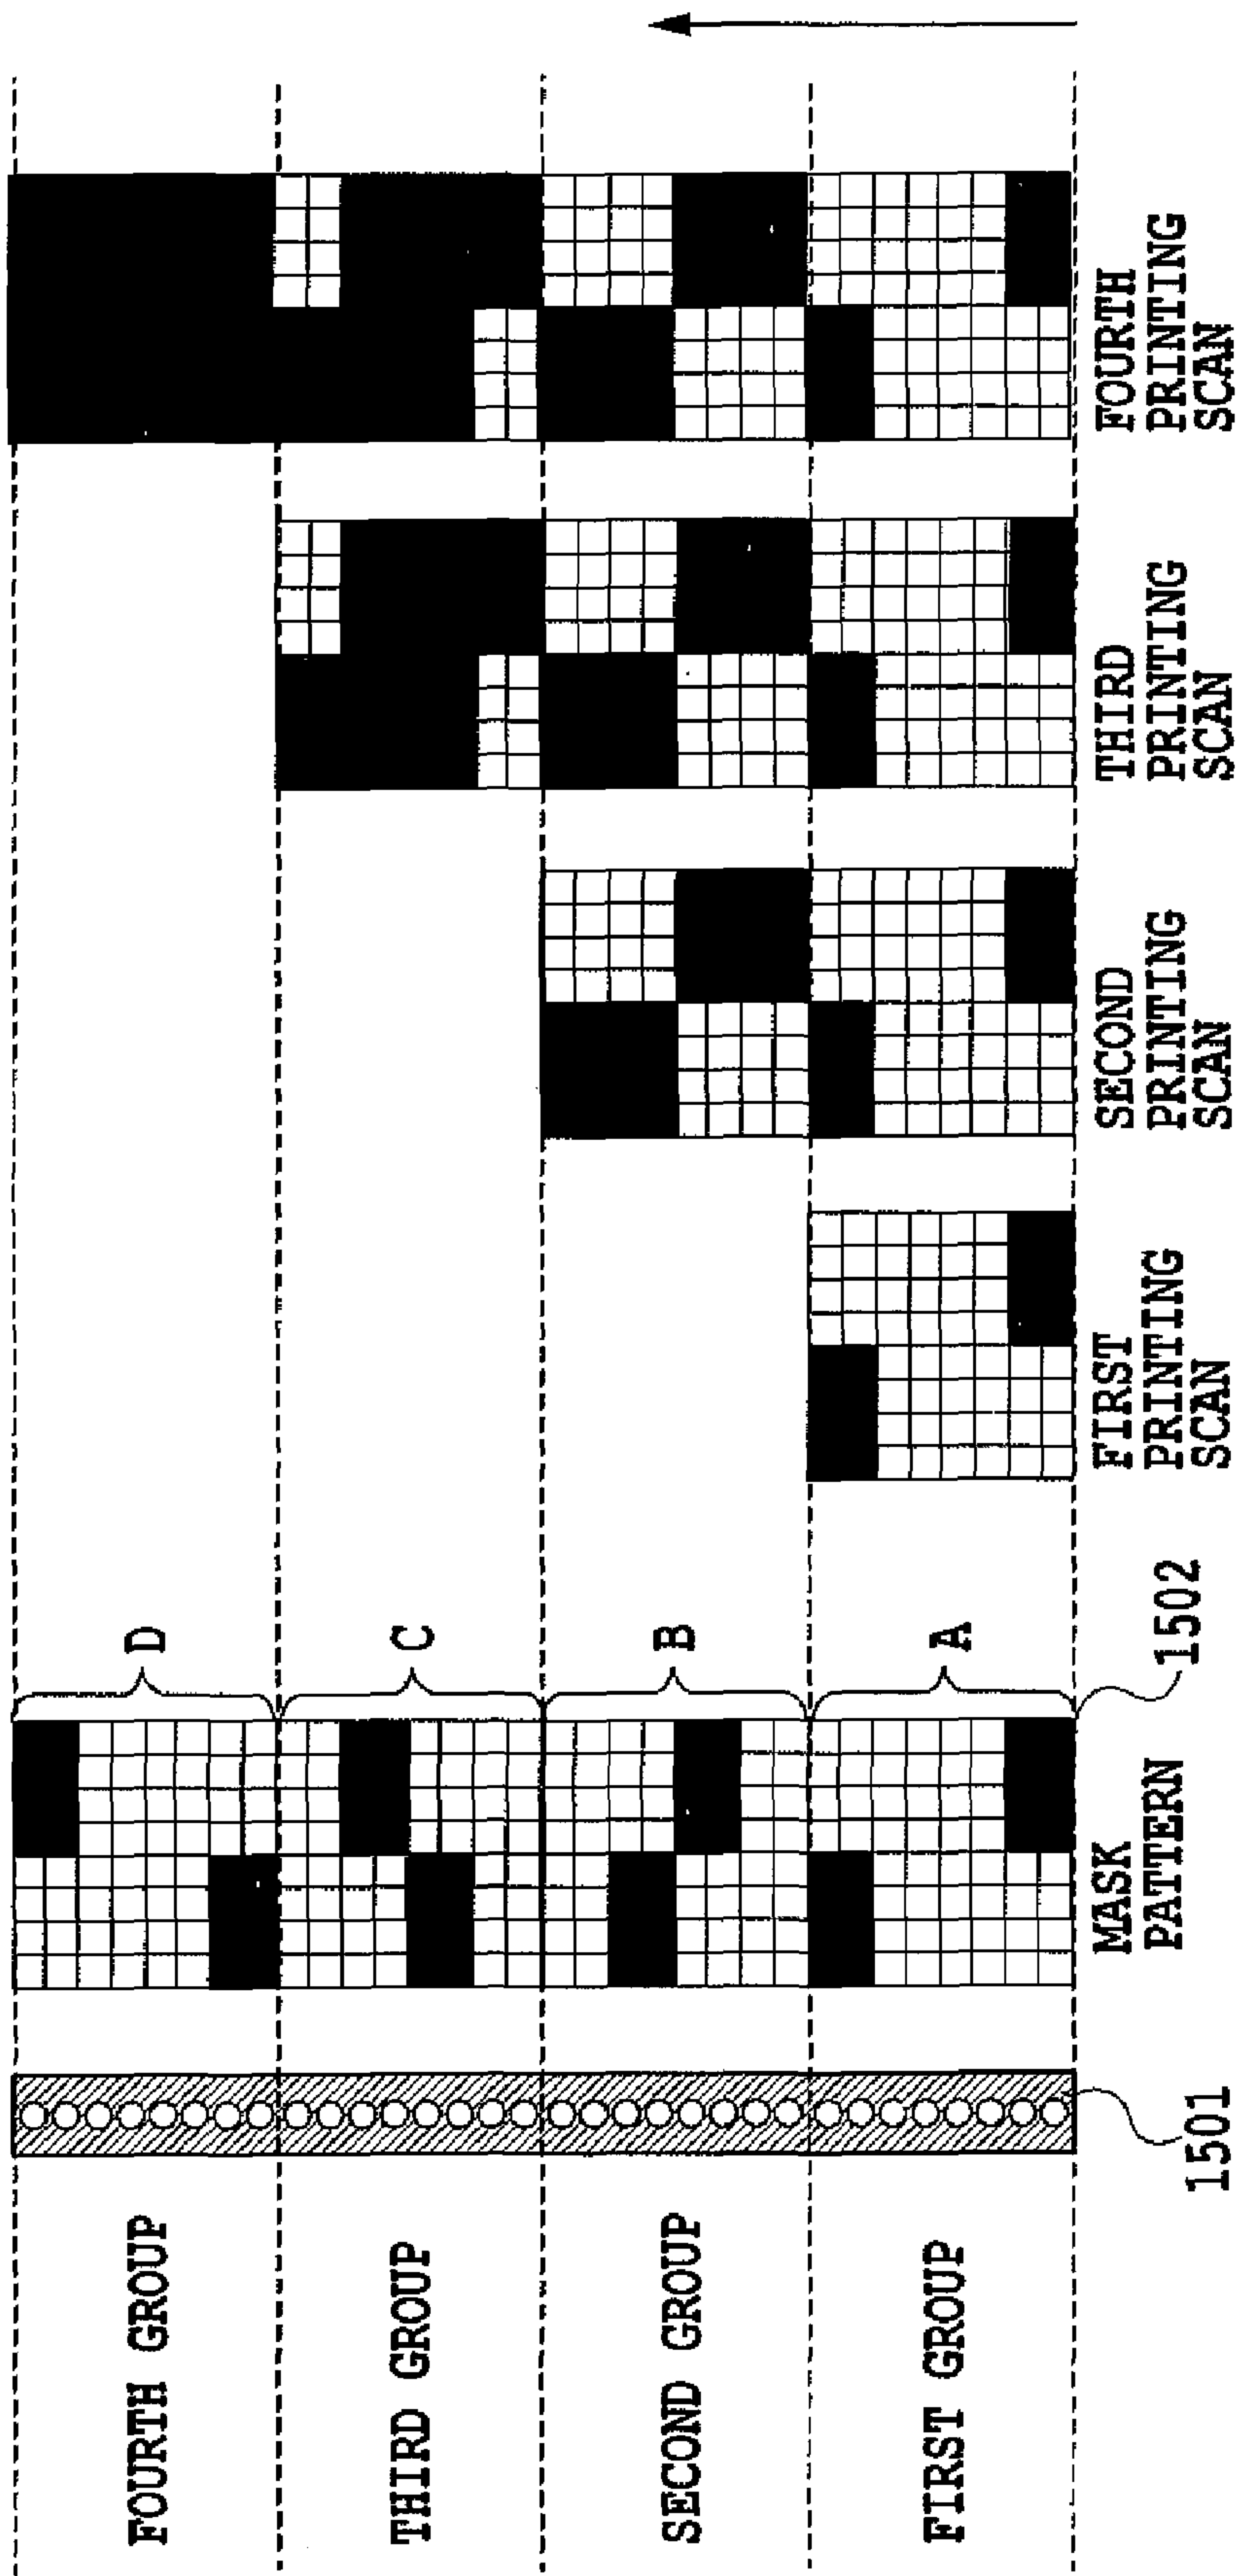 FOURTH GROUP
THIRD GROUP
SECOND GROUP
FIRST GROUP
1501
MASK
PATTERN
D
C
B
A
1502
FIRST
PRINTING
SCAN
SECOND
PRINTING
SCAN
THIRD
PRINTING
SCAN
FOURTH
PRINTING
SCAN